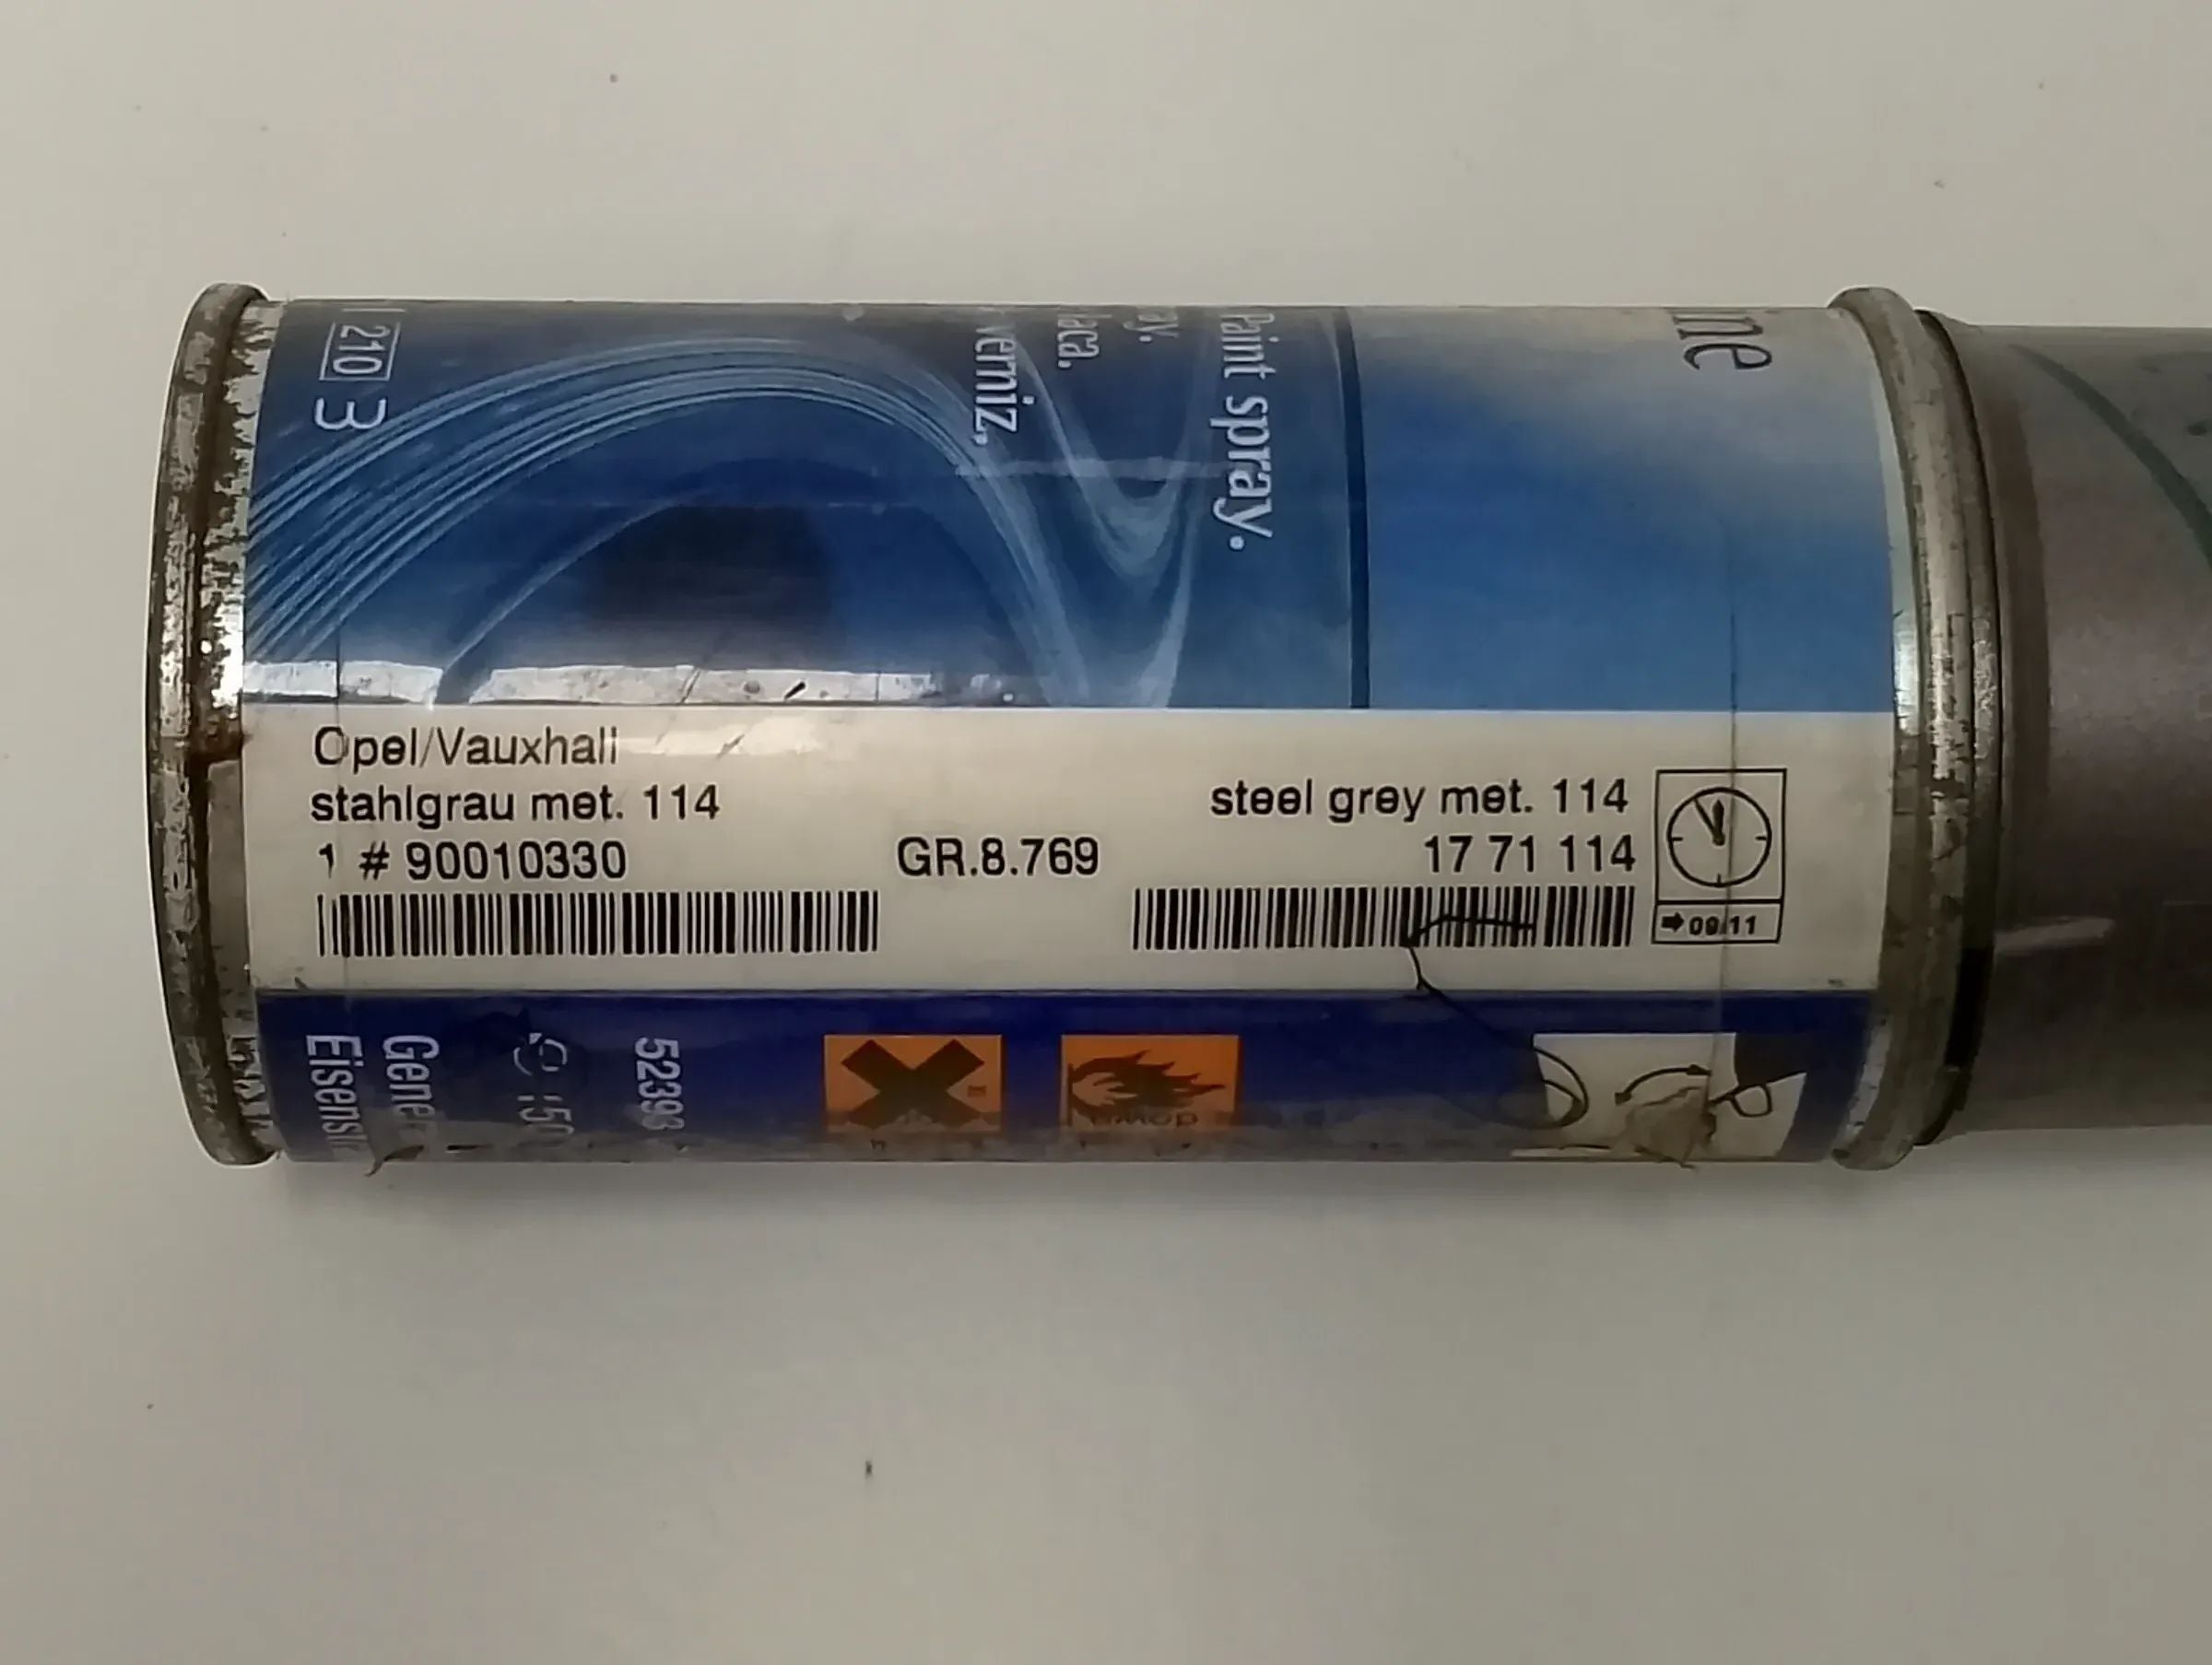 Opel/Vauxhall
stahlgrau met. 114
1 # 90010330
GR.8.769
steel grey met. 114
17 71 114
09/11
210 3
verniz.
laca.
Paint spray.
52393